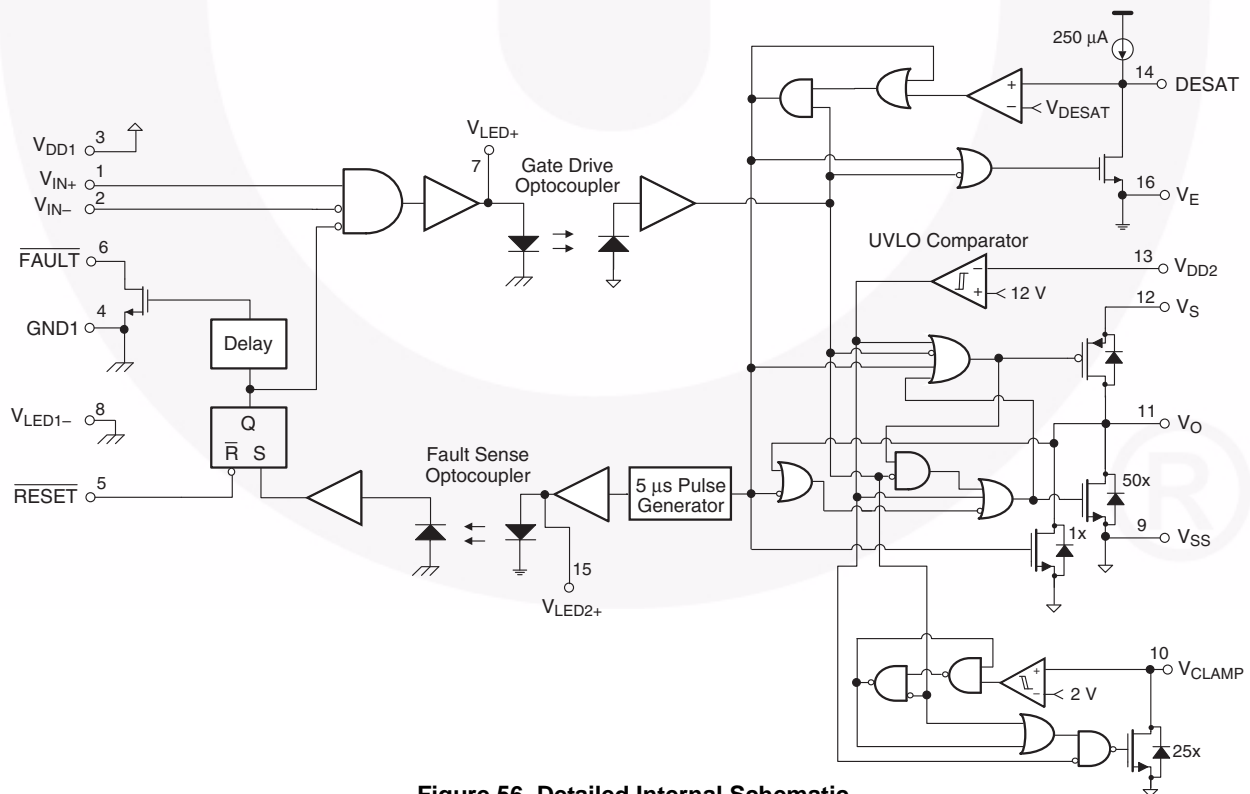 250 µA
14
DESAT
+
–
VDESAT
VDD1
3
VIN+
1
VIN–
2
VLED+
7
Gate Drive
Optocoupler
16
VE
FAULT
6
GND1
4
Delay
UVLO Comparator
–
+
12 V
13
VDD2
12
VS
VLED1–
8
Q
R S
RESET
5
Fault Sense
Optocoupler
5 µs Pulse
Generator
15
VLED2+
11
VO
50x
9
VSS
1x
®
10
VCLAMP
+
–
2 V
25x
Figure 56. Detailed Internal Schematic